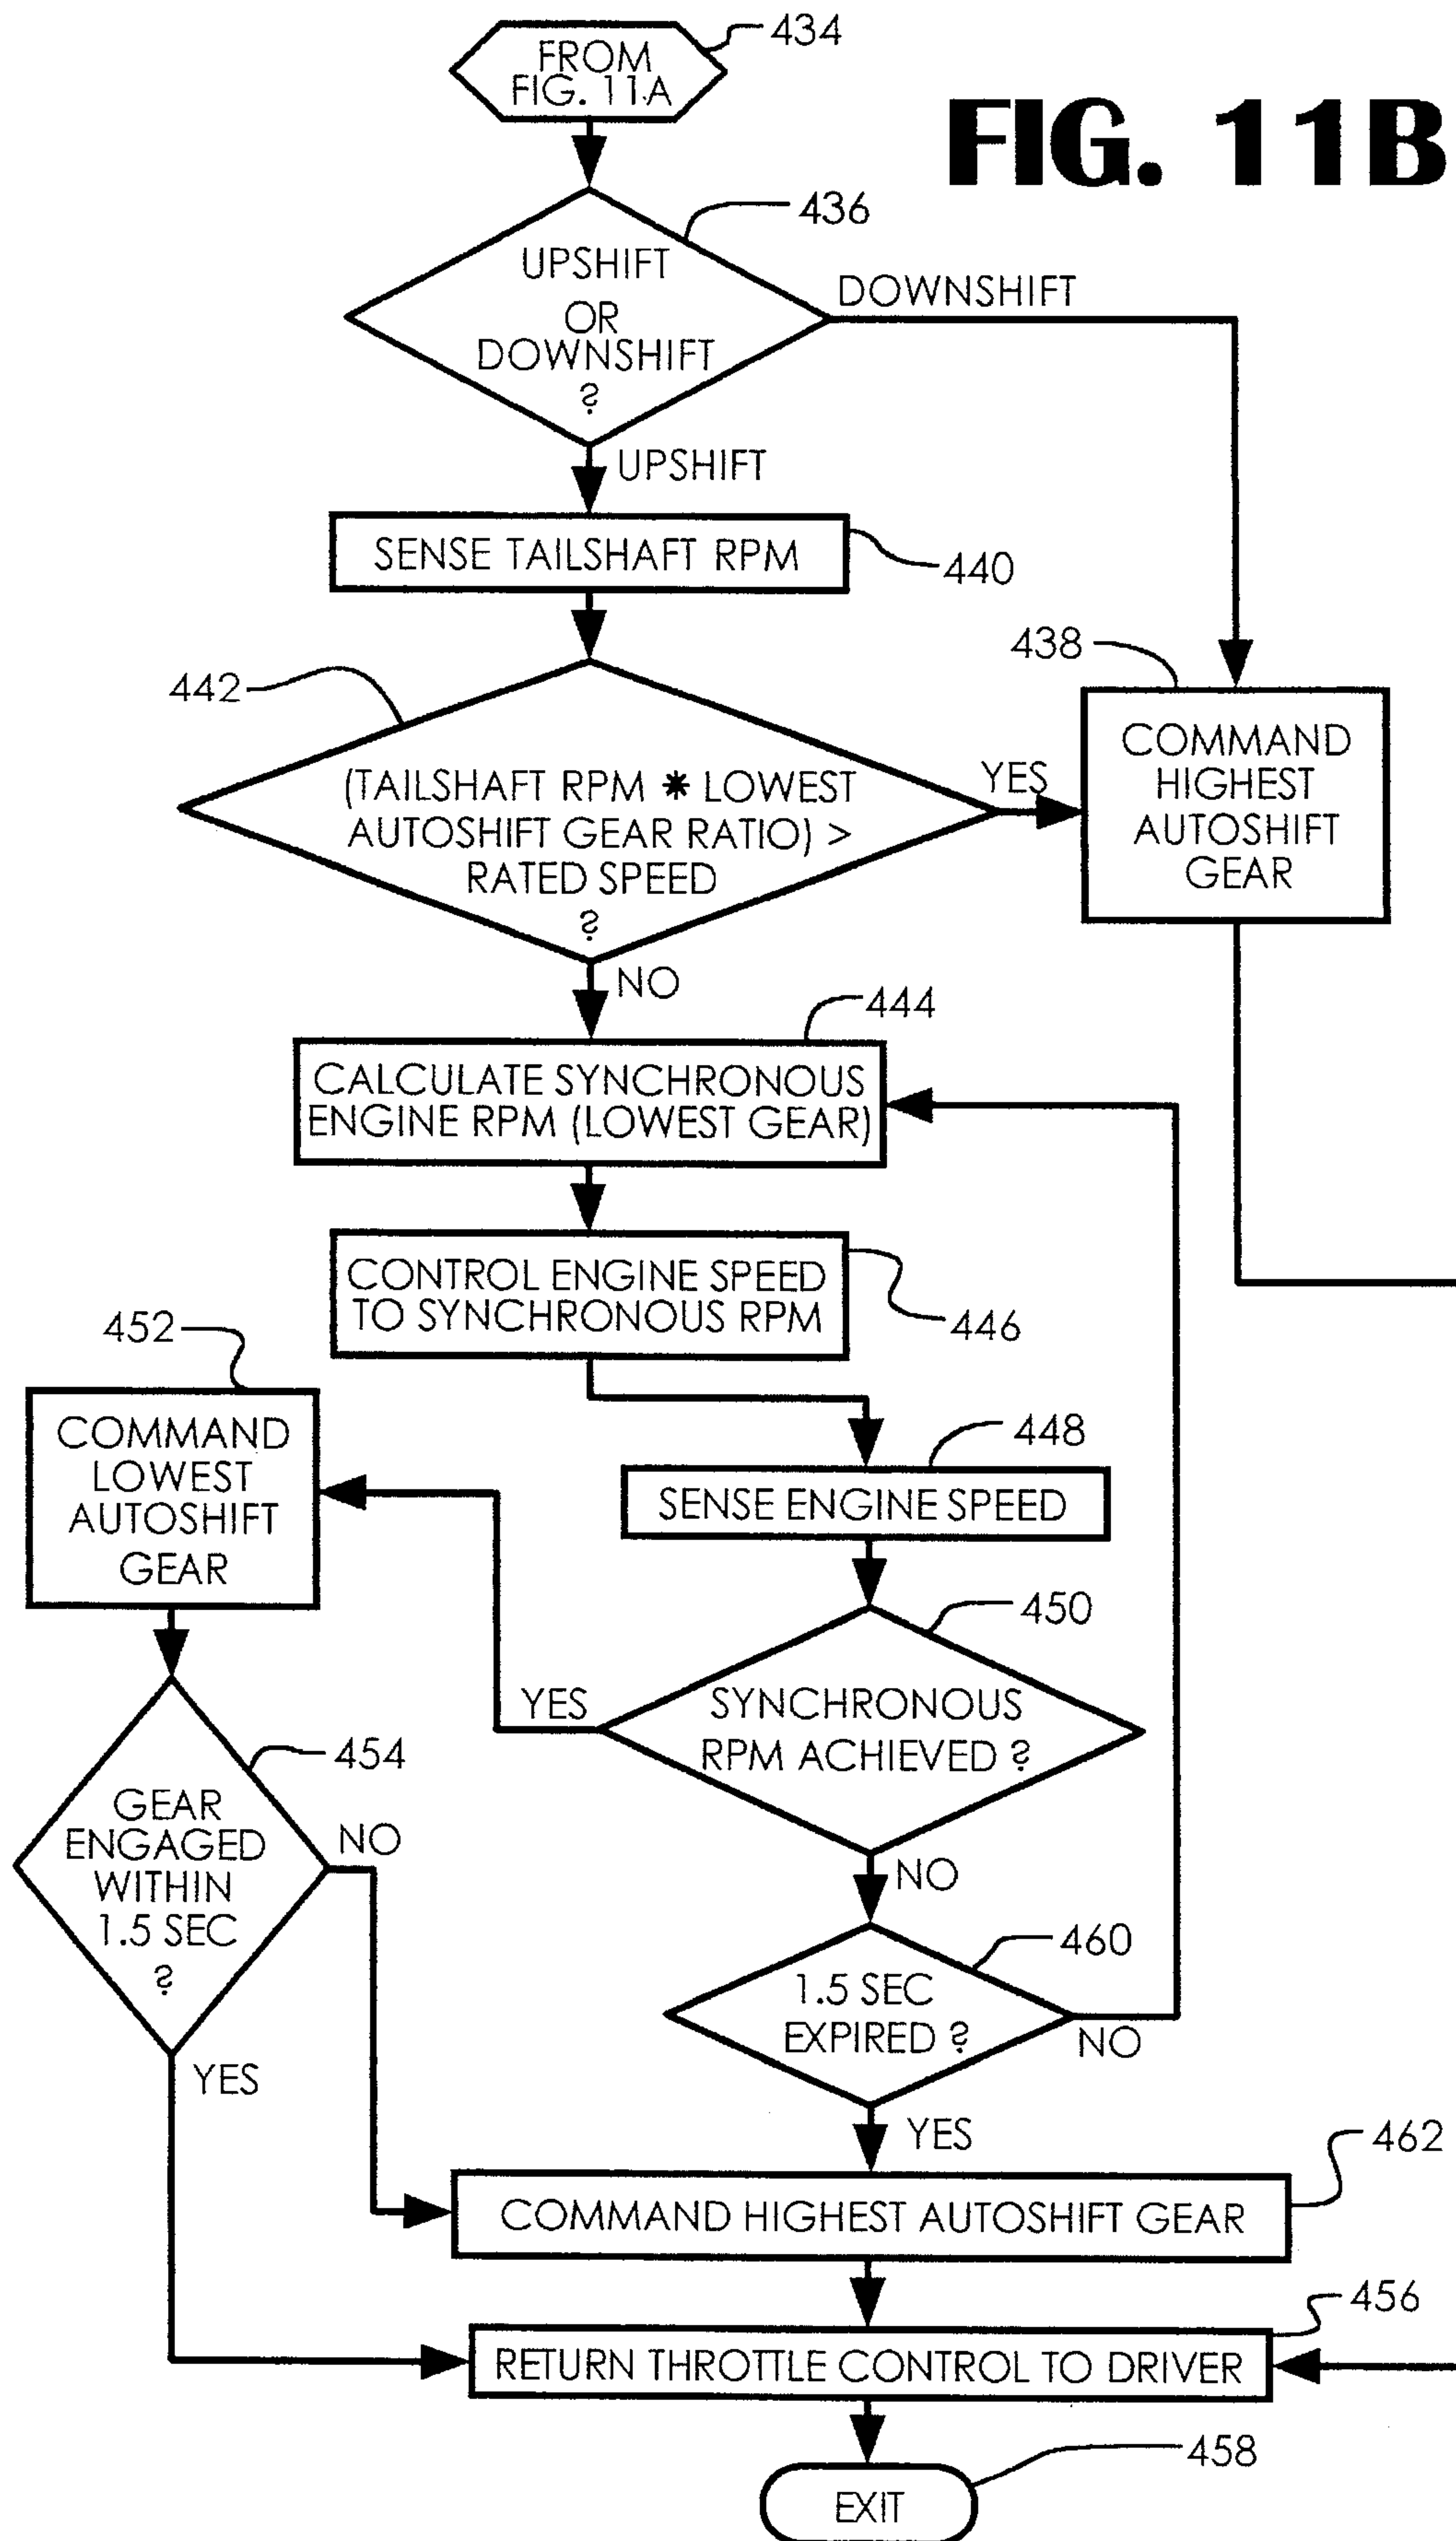 434
FROM
FIG. 11A
FIG. 11B
436
UPSHIFT
OR
DOWNSHIFT
?
DOWNSHIFT
UPSHIFT
SENSE TAILSHAFT RPM
440
438
442
COMMAND
HIGHEST
AUTOSHIFT
GEAR
(TAILSHAFT RPM * LOWEST
AUTOSHIFT GEAR RATIO) >
RATED SPEED
?
YES
NO
444
CALCULATE SYNCHRONOUS
ENGINE RPM (LOWEST GEAR)
CONTROL ENGINE SPEED
TO SYNCHRONOUS RPM
446
452
COMMAND
LOWEST
AUTOSHIFT
GEAR
448
SENSE ENGINE SPEED
450
SYNCHRONOUS
RPM ACHIEVED ?
YES
454
GEAR
ENGAGED
WITHIN
1.5 SEC
?
NO
NO
460
1.5 SEC
EXPIRED ?
NO
YES
YES
462
COMMAND HIGHEST AUTOSHIFT GEAR
456
RETURN THROTTLE CONTROL TO DRIVER
458
EXIT